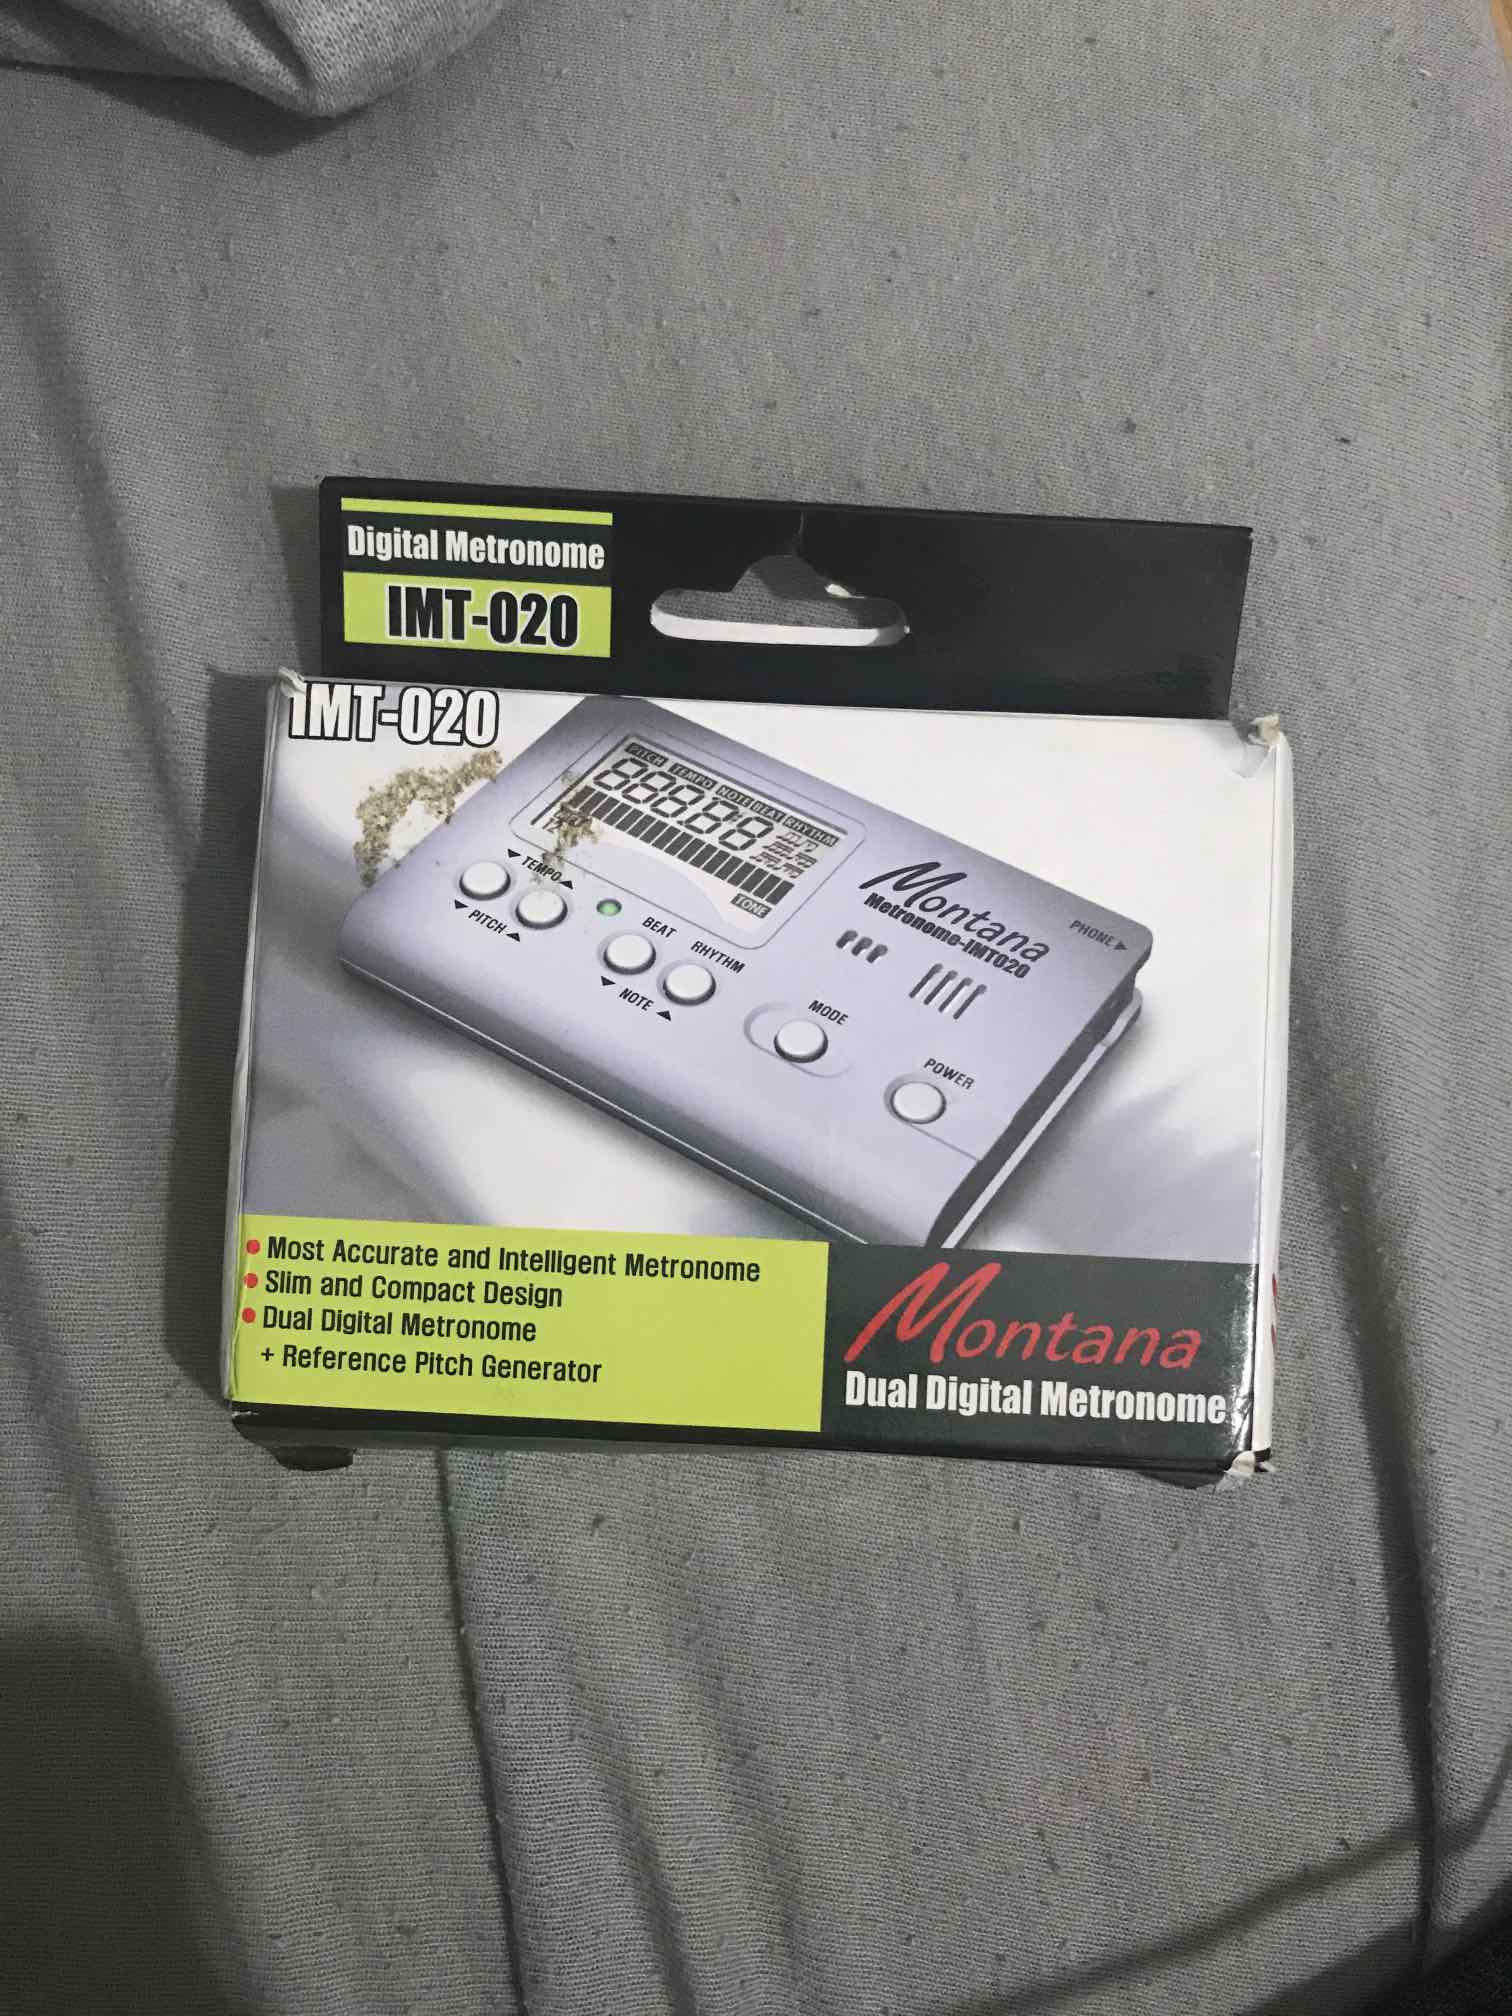 Digital Metronome
IMT-020
IMT-020
PITCH TEMPO NOTE BEAT RHYTHM
TONE
▼ TEMPO ▲
▼ PITCH ▲
BEAT RHYTHM
▼ NOTE ▲
Montana
Metronome-IMT020
PHONE ▶
MODE
POWER
• Most Accurate and Intelligent Metronome
• Slim and Compact Design
• Dual Digital Metronome
+ Reference Pitch Generator
Montana
Dual Digital Metronome